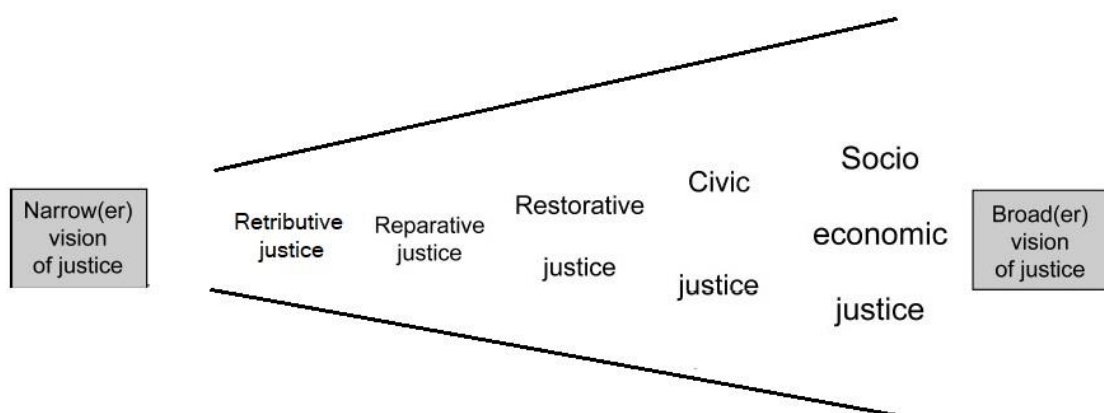 Narrow(er)
vision
of justice
Retributive
justice
Reparative
justice
Restorative
justice
Civic
justice
Socio
economic
justice
Broad(er)
vision
of justice